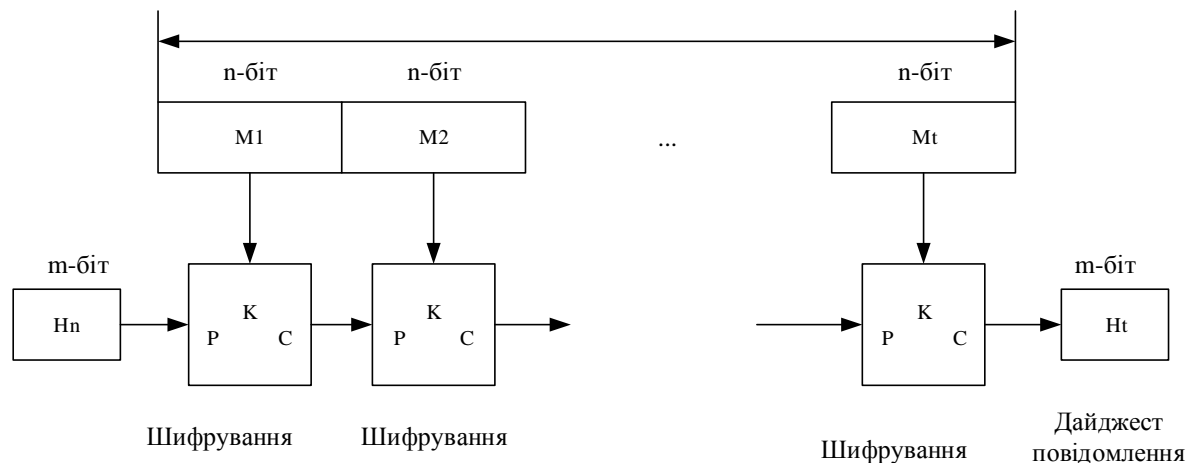 n-біт n-біт n-біт
M1 M2 ... Mt
m-біт m-біт
Hn K K K Ht
P C P C P C
Шифрування Шифрування Шифрування
Дайджест
повідомлення